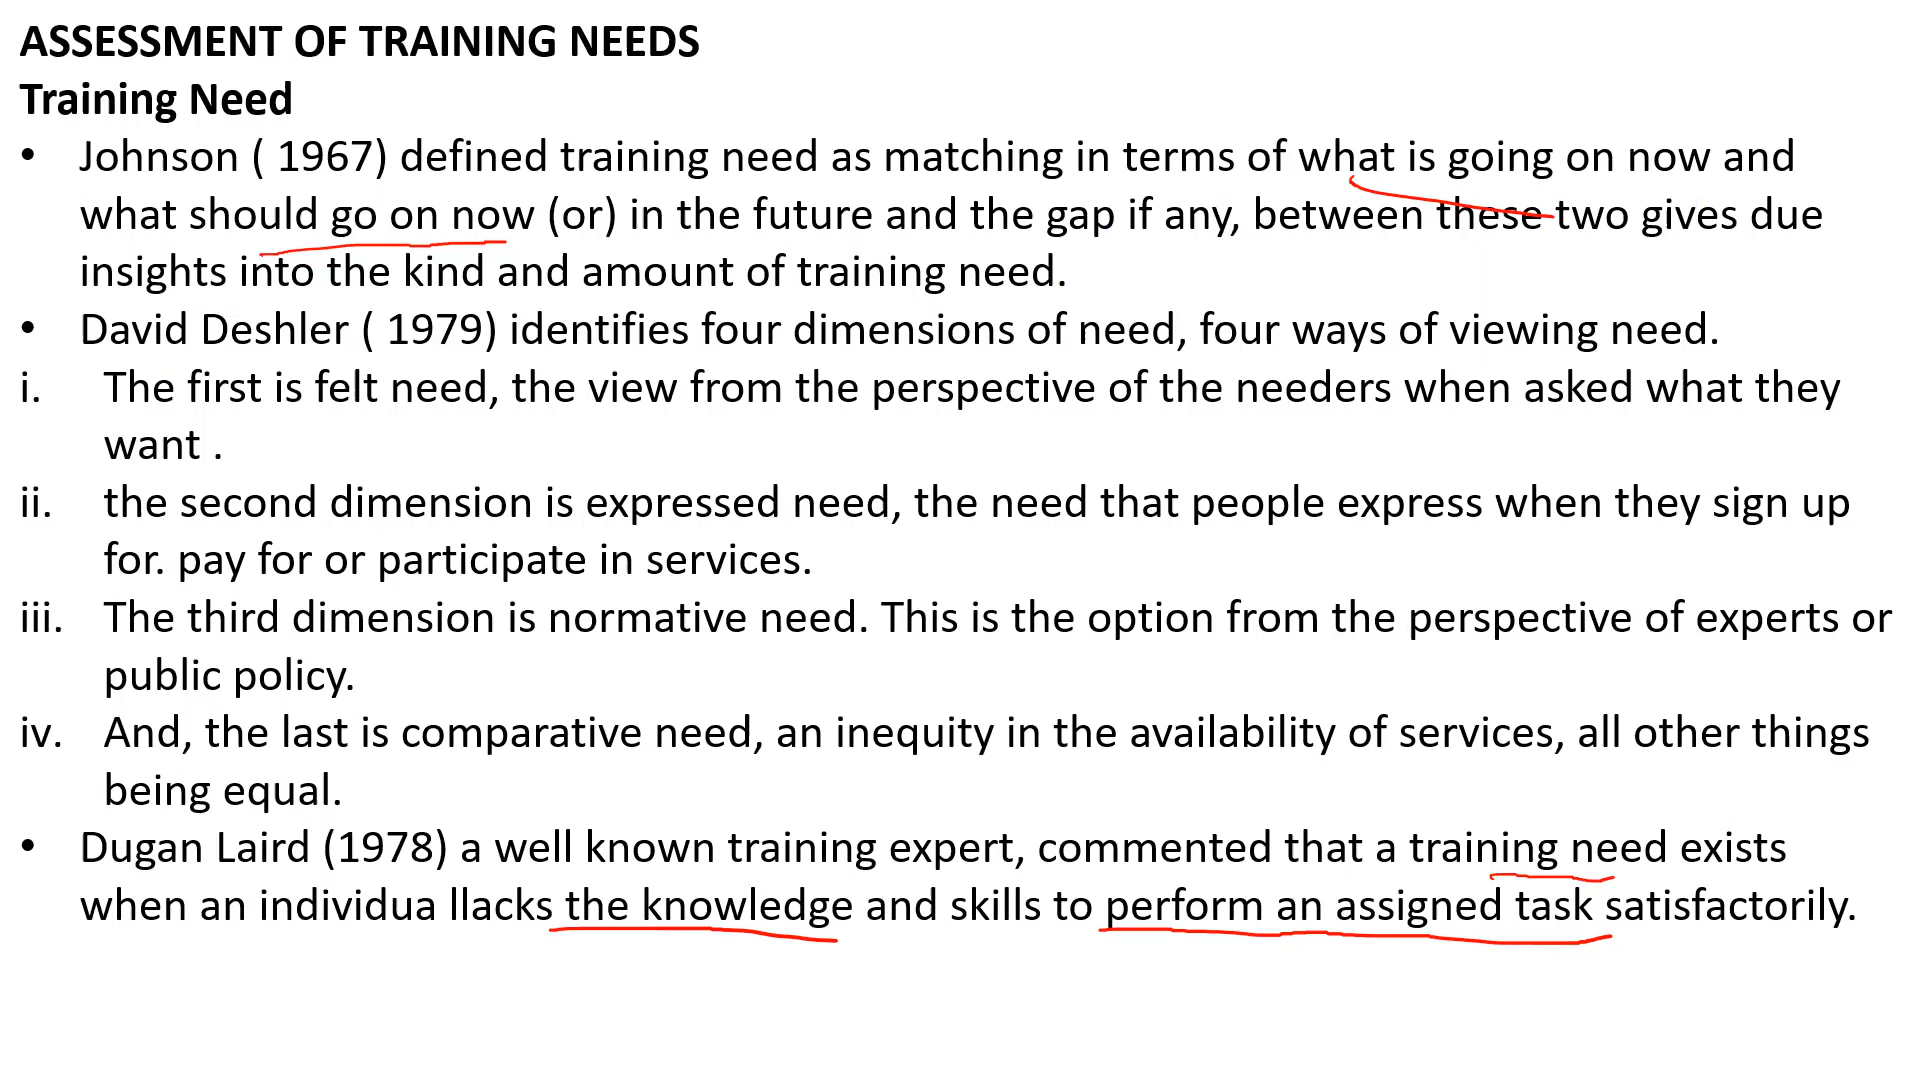 ASSESSMENT OF TRAINING NEEDS
Training Need
• Johnson ( 1967) defined training need as matching in terms of what is going on now and
what should go on now (or) in the future and the gap if any, between these two gives due
insights into the kind and amount of training need.
• David Deshler ( 1979) identifies four dimensions of need, four ways of viewing need.
i. The first is felt need, the view from the perspective of the needers when asked what they
want .
ii. the second dimension is expressed need, the need that people express when they sign up
for. pay for or participate in services.
iii. The third dimension is normative need. This is the option from the perspective of experts or
public policy.
iv. And, the last is comparative need, an inequity in the availability of services, all other things
being equal.
• Dugan Laird (1978) a well known training expert, commented that a training need exists
when an individua llacks the knowledge and skills to perform an assigned task satisfactorily.